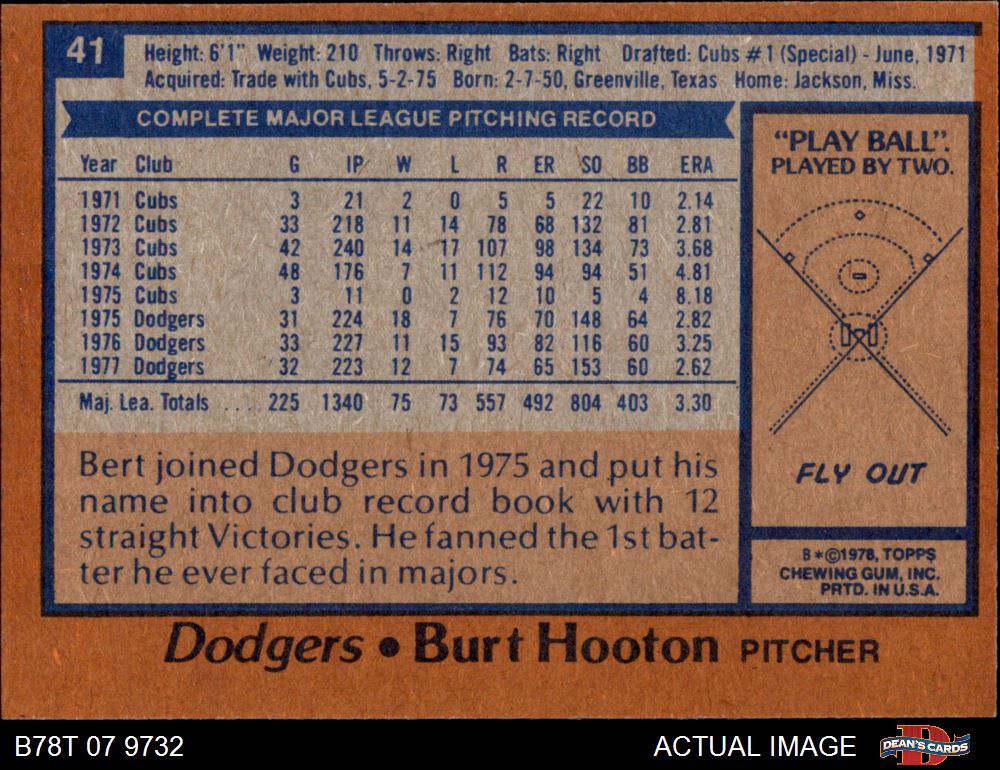 41
Height: 6'1" Weight: 210 Throws: Right Bats: Right Drafted: Cubs #1 (Special) - June, 1971
Acquired: Trade with Cubs, 5-2-75 Born: 2-7-50, Greenville, Texas Home: Jackson, Miss.
COMPLETE MAJOR LEAGUE PITCHING RECORD
Year Club G IP W L R ER SO BB ERA
1971 Cubs 3 21 2 0 5 5 22 10 2.14
1972 Cubs 33 218 11 14 78 68 132 81 2.81
1973 Cubs 42 240 14 17 107 98 134 73 3.68
1974 Cubs 48 176 7 11 112 94 94 51 4.81
1975 Cubs 3 11 0 2 12 10 5 4 8.18
1975 Dodgers 31 224 18 7 76 70 148 64 2.82
1976 Dodgers 33 227 11 15 93 82 116 60 3.25
1977 Dodgers 32 223 12 7 74 65 153 60 2.62
Maj. Lea. Totals ... 225 1340 75 73 557 492 804 403 3.30
Bert joined Dodgers in 1975 and put his
name into club record book with 12
straight Victories. He fanned the 1st bat-
ter he ever faced in majors.
"PLAY BALL".
PLAYED BY TWO.
FLY OUT
B*©1978, TOPPS
CHEWING GUM, INC.
PRTD. IN U.S.A.
Dodgers • Burt Hooton PITCHER
B78T 07 9732
ACTUAL IMAGE
DEAN'S CARDS